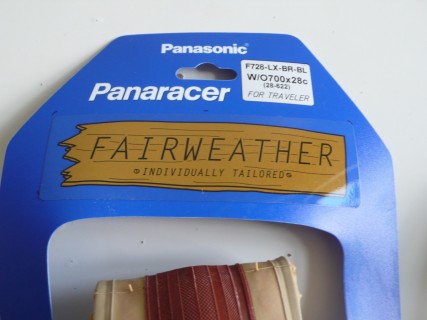 Panasonic
F728-LX-BR-BL
W/O700x28c
(28-622)
FOR TRAVELER
Panaracer
FAIRWEATHER
INDIVIDUALLY TAILORED